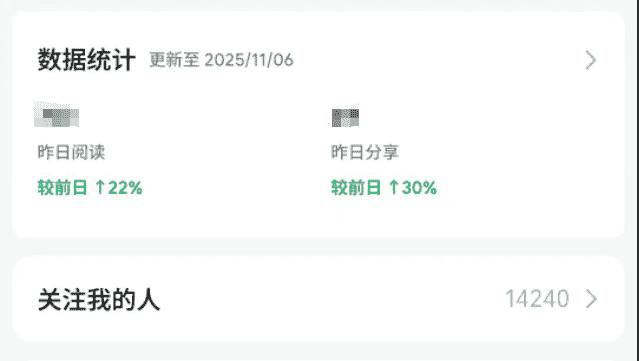 数据统计 更新至 2025/11/06
昨日阅读 昨日分享
较前日 ↑22% 较前日 ↑30%
关注我的人 14240